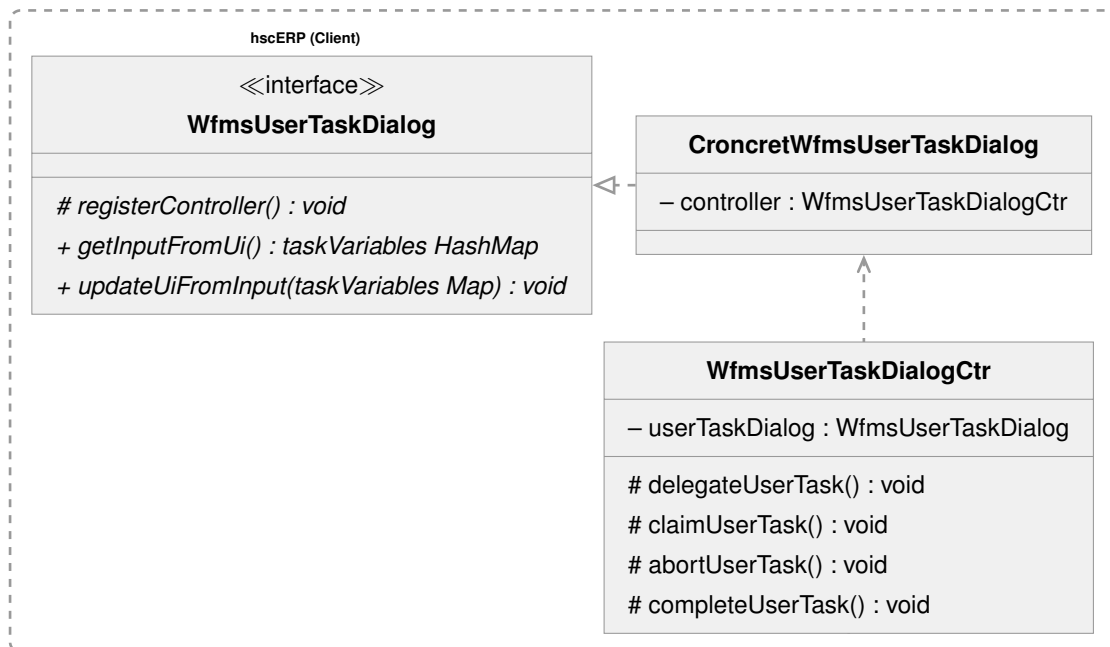 hscERP (Client)
≪interface≫
WfmsUserTaskDialog
# registerController() : void
+ getInputFromUi() : taskVariables HashMap
+ updateUiFromInput(taskVariables Map) : void
CroncretWfmsUserTaskDialog
– controller : WfmsUserTaskDialogCtr
WfmsUserTaskDialogCtr
– userTaskDialog : WfmsUserTaskDialog
# delegateUserTask() : void
# claimUserTask() : void
# abortUserTask() : void
# completeUserTask() : void